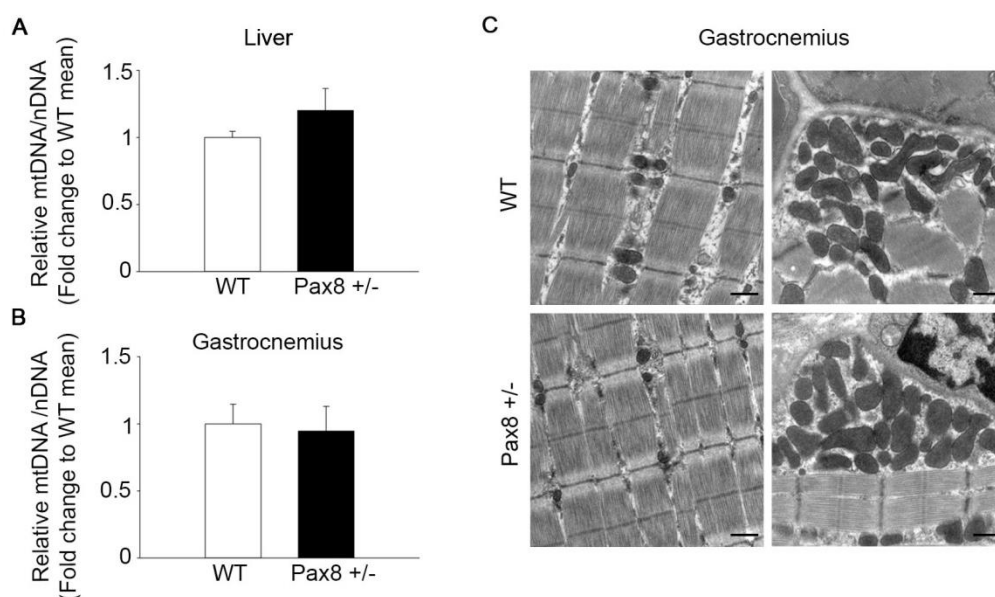 A
Liver
Relative mtDNA/nDNA
(Fold change to WT mean)
1.5
1
0.5
0
WT Pax8 +/-
B
Gastrocnemius
Relative mtDNA /nDNA
(Fold change to WT mean)
1.5
1
0.5
0
WT Pax8 +/-
C
Gastrocnemius
WT
Pax8 +/-